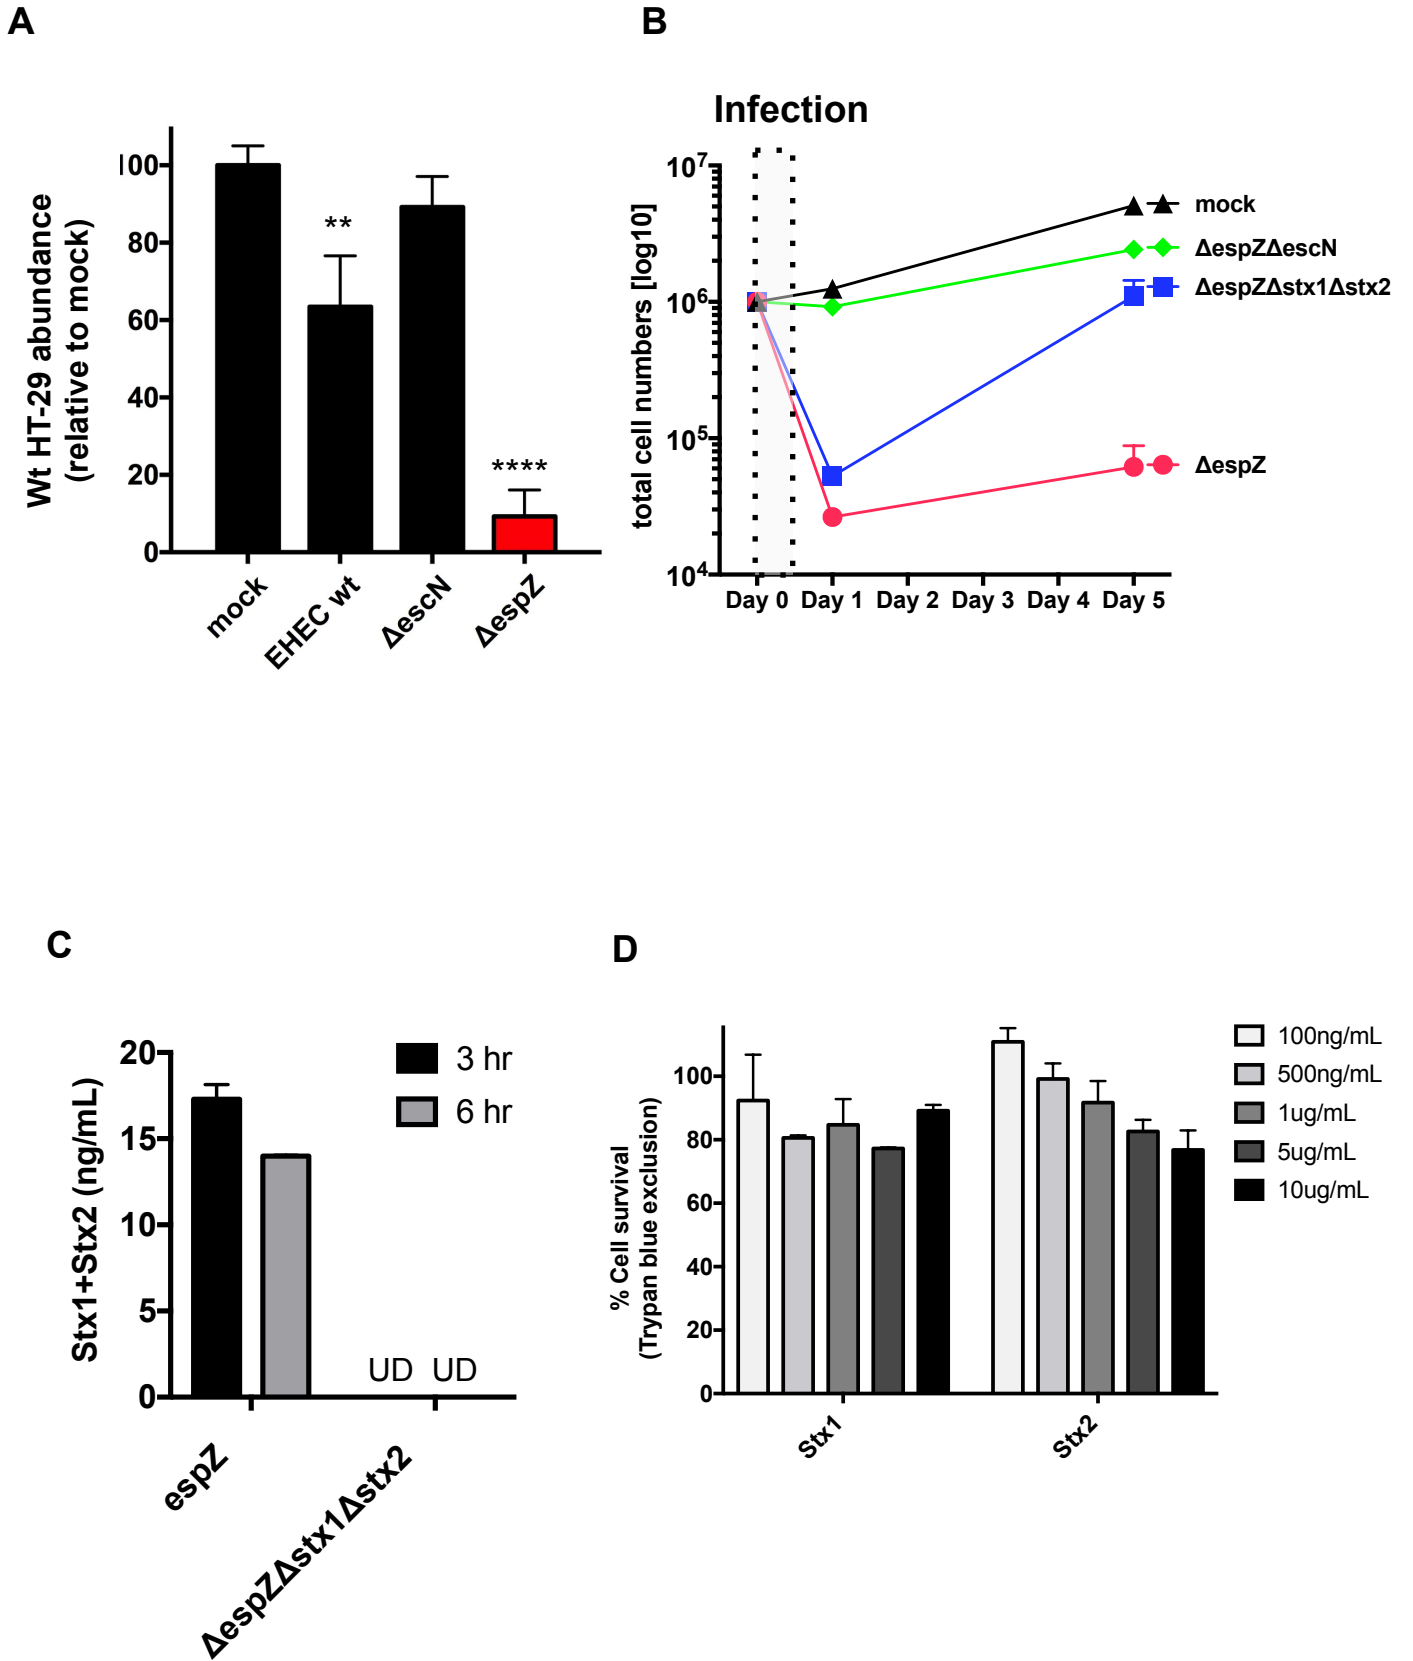 A
Wt HT-29 abundance
(relative to mock)
100
80
60
40
20
0
**
****
mock
EHEC wt
ΔescN
ΔespZ
B
Infection
total cell numbers [log10]
10^7
10^6
10^5
10^4
Day 0 Day 1 Day 2 Day 3 Day 4 Day 5
mock
ΔespZΔescN
ΔespZΔstx1Δstx2
ΔespZ
C
Stx1+Stx2 (ng/mL)
20
15
10
5
0
3 hr
6 hr
UD UD
espZ
ΔespZΔstx1Δstx2
D
% Cell survival
(Trypan blue exclusion)
100
80
60
40
20
0
Stx1
Stx2
100ng/mL
500ng/mL
1ug/mL
5ug/mL
10ug/mL